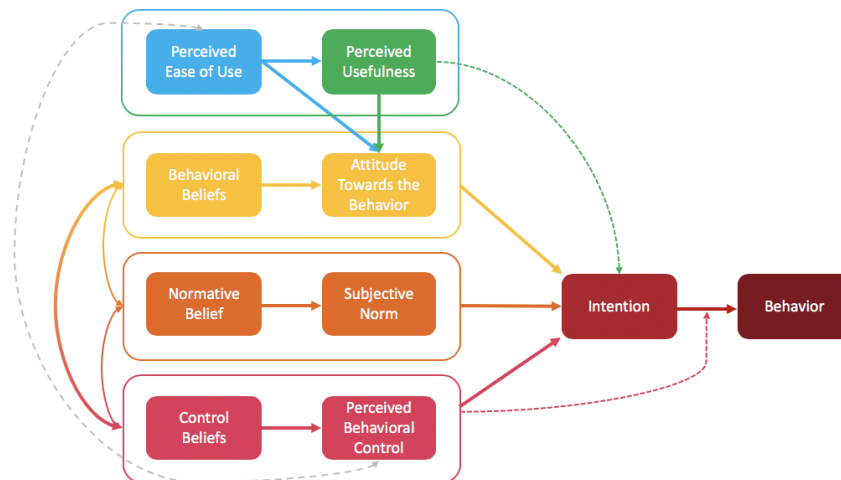 Perceived
Ease of Use
Perceived
Usefulness
Behavioral
Beliefs
Attitude
Towards the
Behavior
Normative
Belief
Subjective
Norm
Intention
Behavior
Control
Beliefs
Perceived
Behavioral
Control